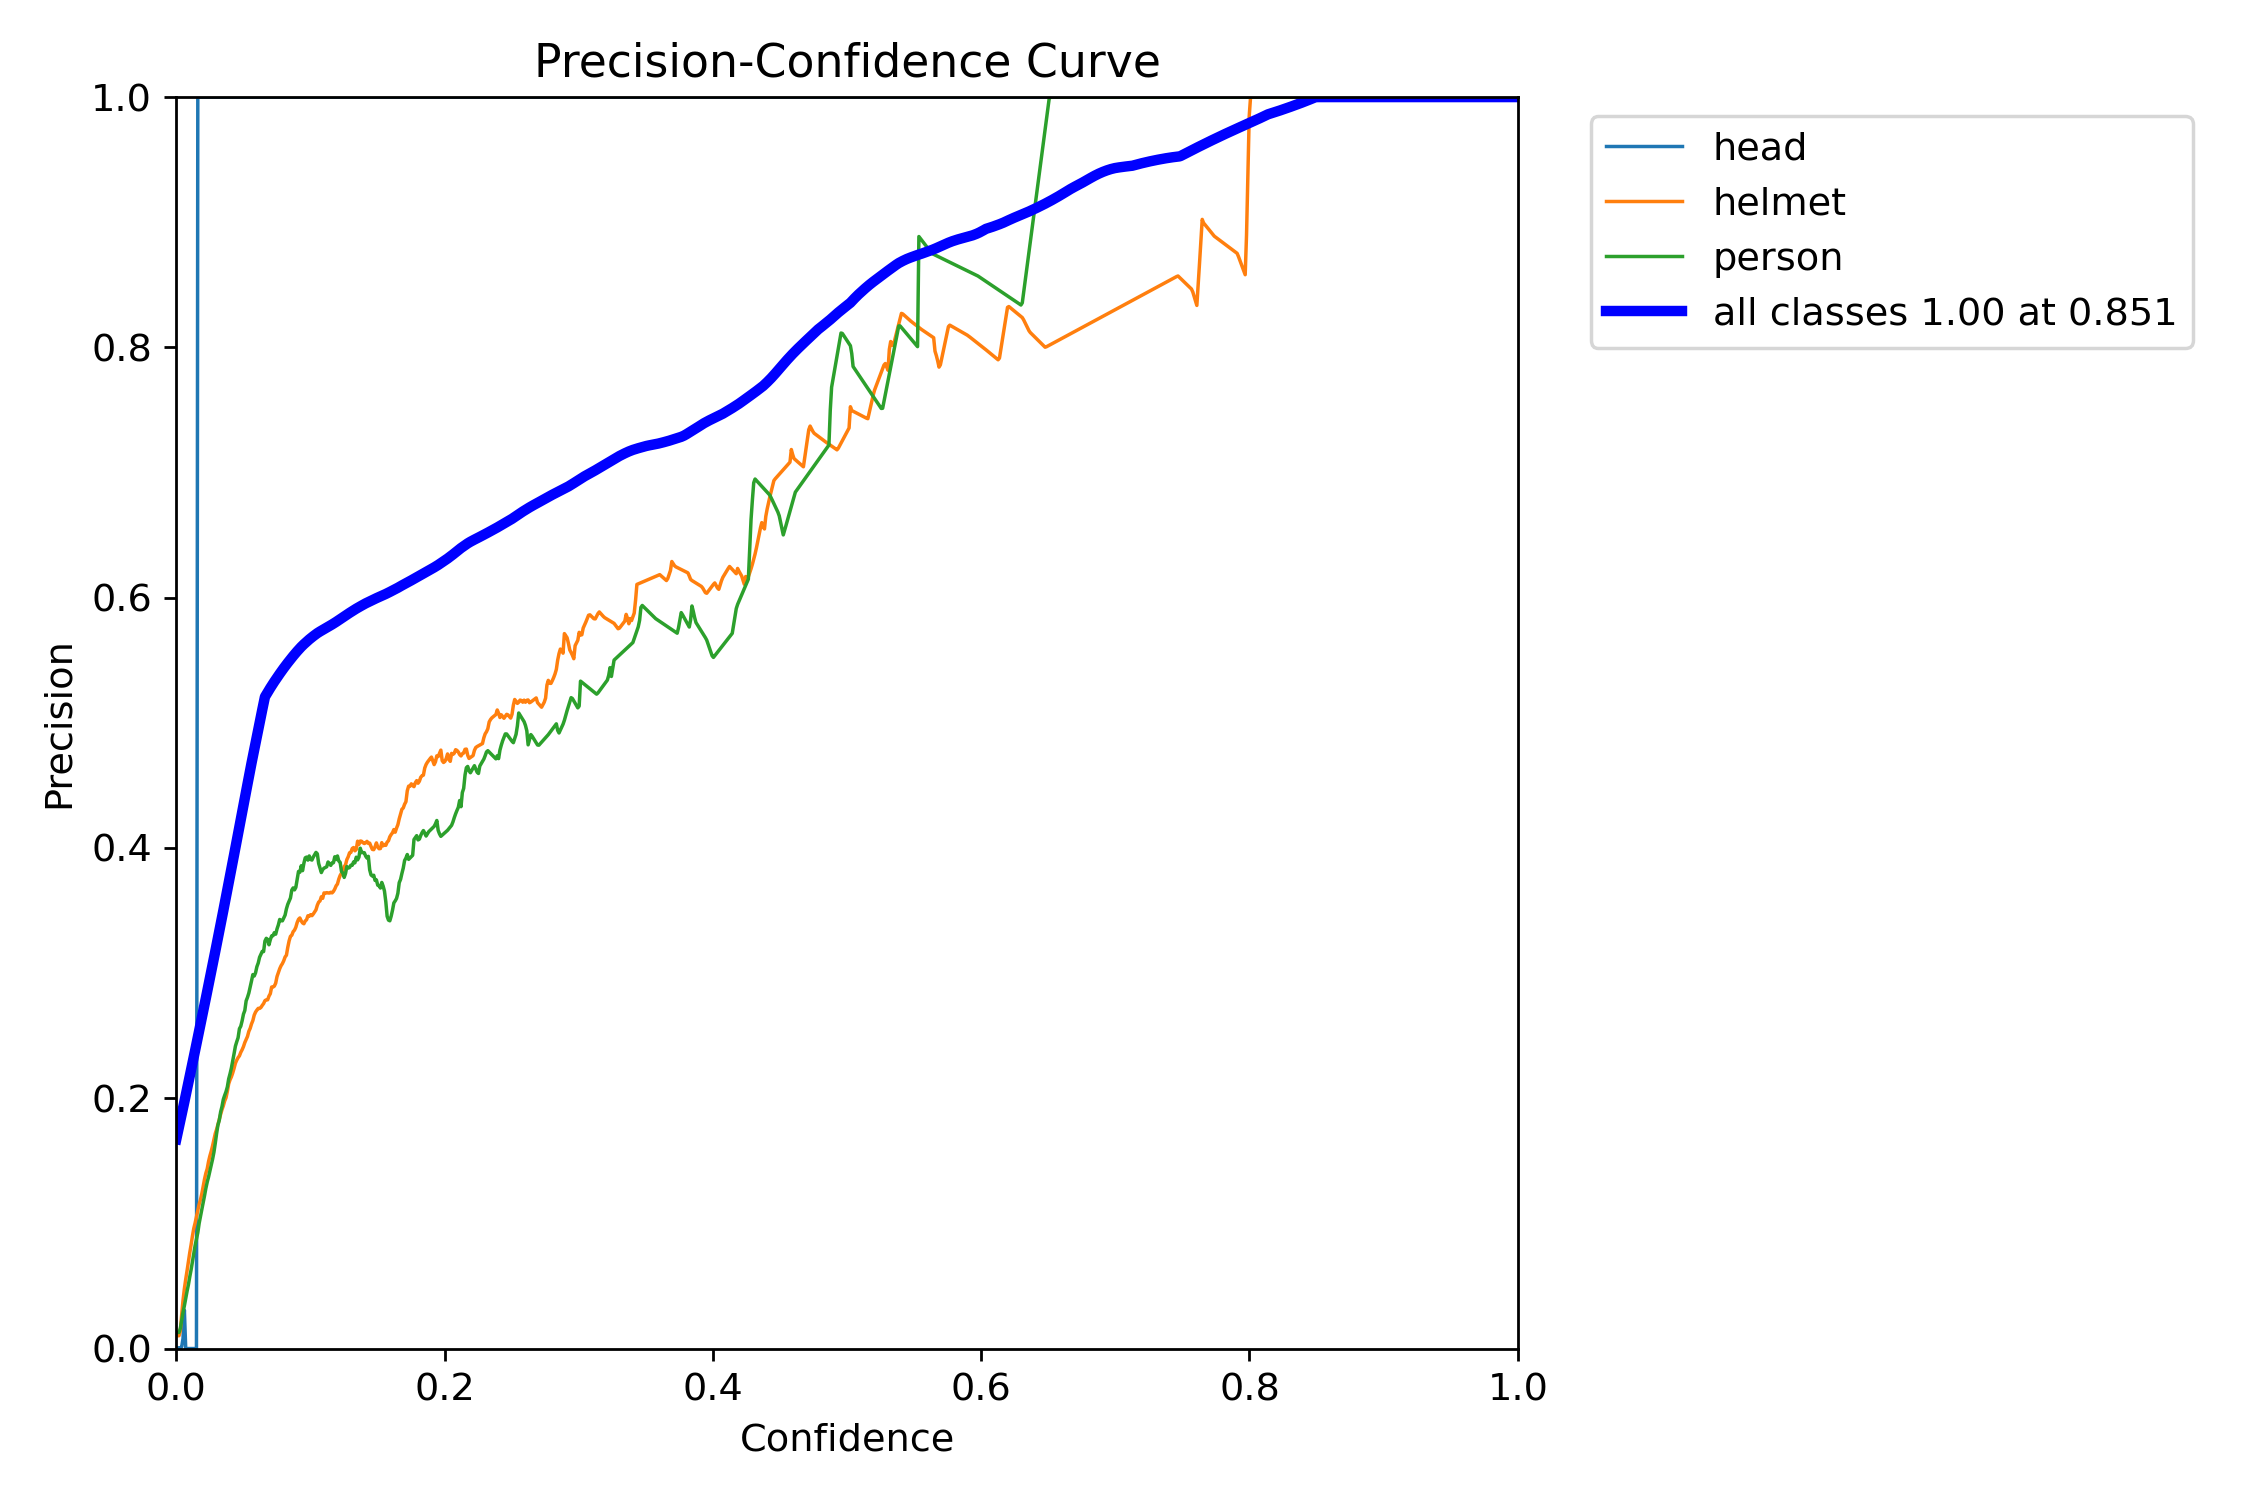 Precision-Confidence Curve
1.0
0.8
0.6
0.4
0.2
0.0
Precision
0.0 0.2 0.4 0.6 0.8 1.0
Confidence
head
helmet
person
all classes 1.00 at 0.851